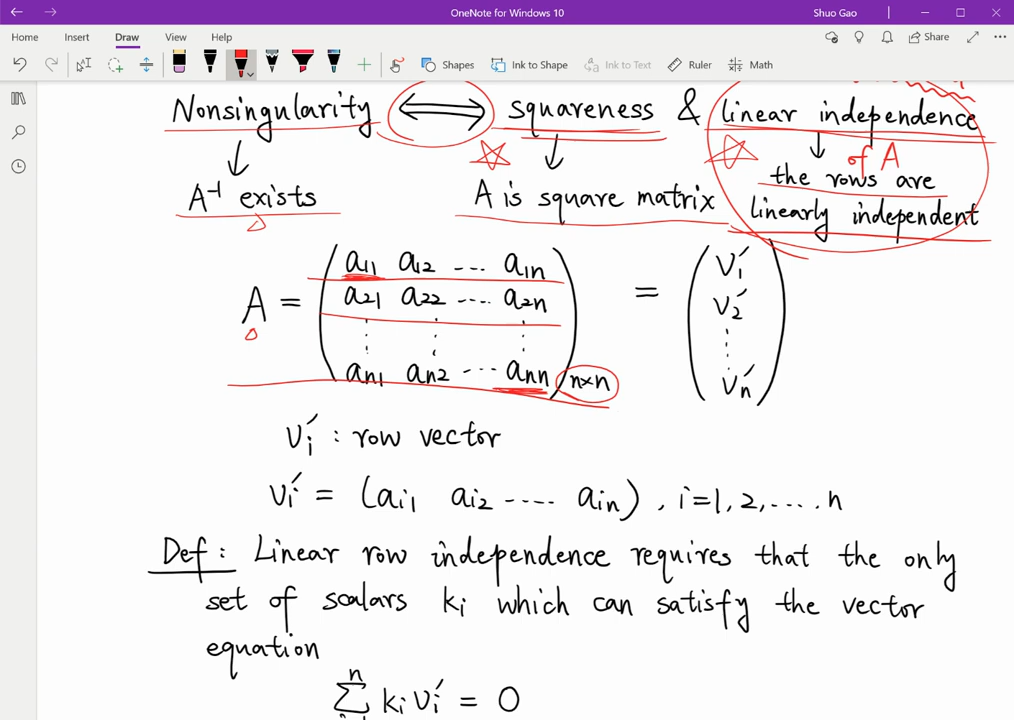 OneNote for Windows 10
Shuo Gao
Home Insert Draw View Help
Shapes Ink to Shape Ink to Text Ruler Math Share
Nonsingularity ⟺ squareness & linear independence
↓ ↓ ↓ of A
A⁻¹ exists A is square matrix the rows are
linearly independent
A = ( a11 a12 --- a1n
a21 a22 ---- a2n
⋮ ⋮ ⋮
an1 an2 --- ann ) n×n = ( v1′
v2′
⋮
vn′ )
vi′ : row vector
vi′ = (ai1 ai2 ---- ain) , i=1, 2, ...., n
Def : Linear row independence requires that the only
set of scalars ki which can satisfy the vector
equation
n
∑ ki vi′ = 0